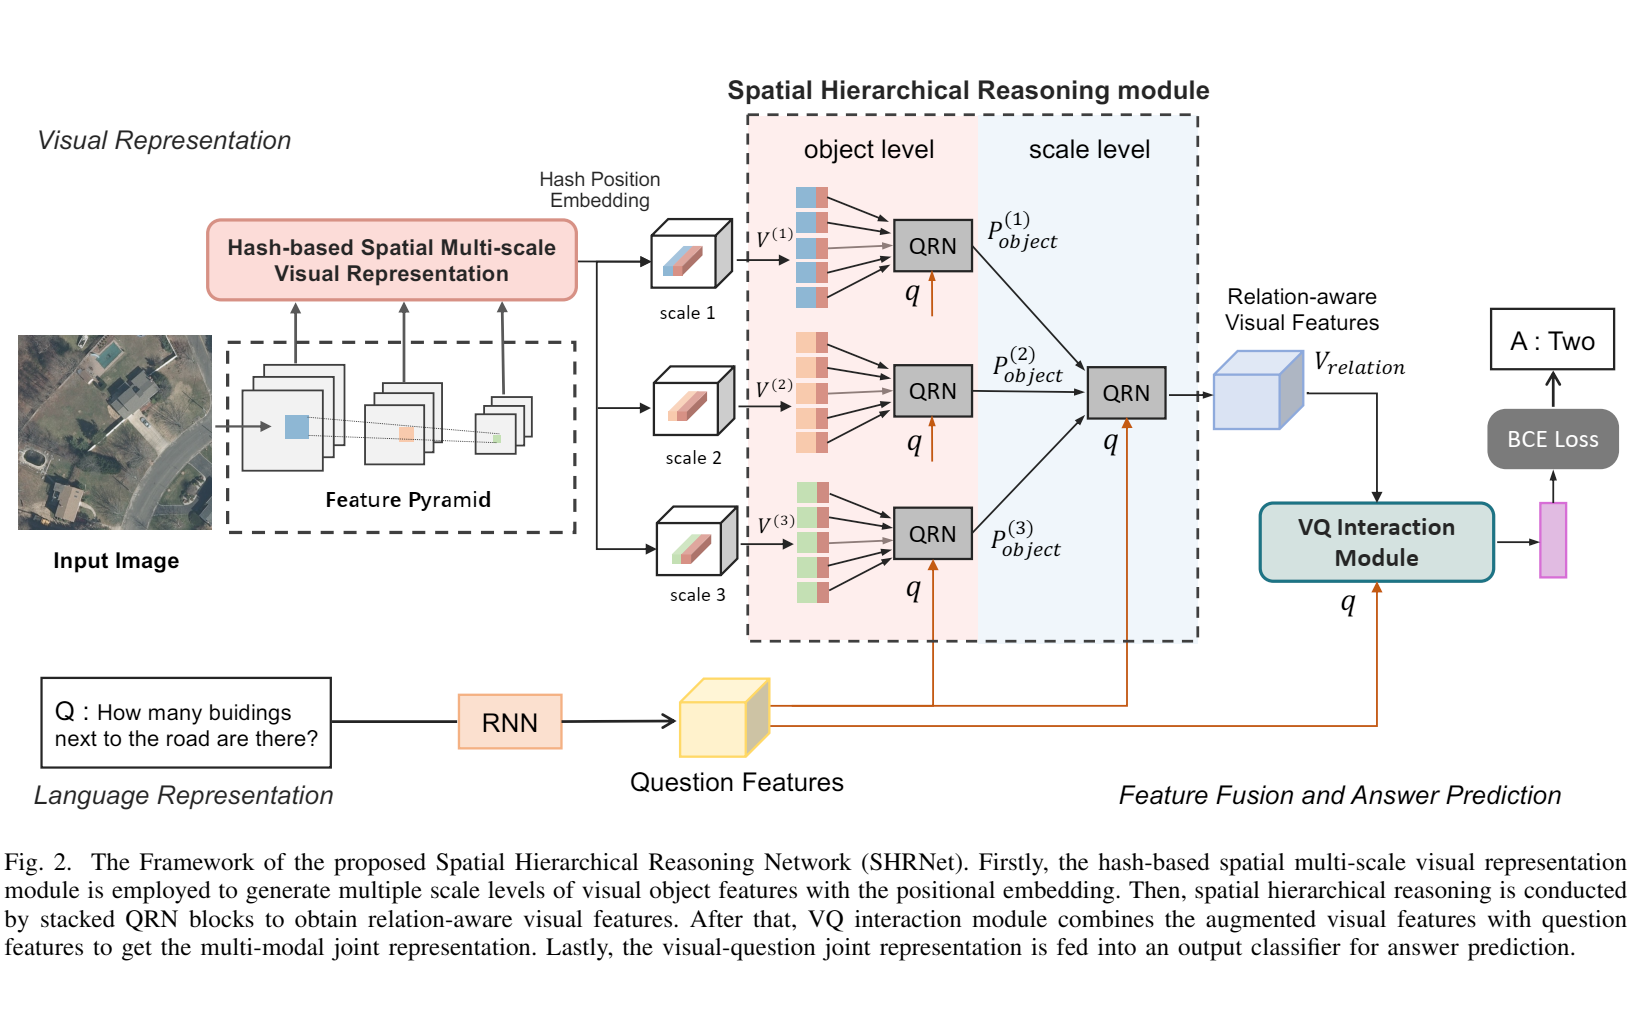 Spatial Hierarchical Reasoning module
Visual Representation
object level
scale level
Hash Position
Embedding
Hash-based Spatial Multi-scale
Visual Representation
V^(1)
QRN
P_object^(1)
q
scale 1
Relation-aware
Visual Features
V_relation
A : Two
V^(2)
QRN
P_object^(2)
QRN
q
q
scale 2
BCE Loss
Feature Pyramid
Input Image
V^(3)
QRN
P_object^(3)
q
scale 3
VQ Interaction
Module
q
Q : How many buidings
next to the road are there?
RNN
Question Features
Language Representation
Feature Fusion and Answer Prediction
Fig. 2. The Framework of the proposed Spatial Hierarchical Reasoning Network (SHRNet). Firstly, the hash-based spatial multi-scale visual representation
module is employed to generate multiple scale levels of visual object features with the positional embedding. Then, spatial hierarchical reasoning is conducted
by stacked QRN blocks to obtain relation-aware visual features. After that, VQ interaction module combines the augmented visual features with question
features to get the multi-modal joint representation. Lastly, the visual-question joint representation is fed into an output classifier for answer prediction.